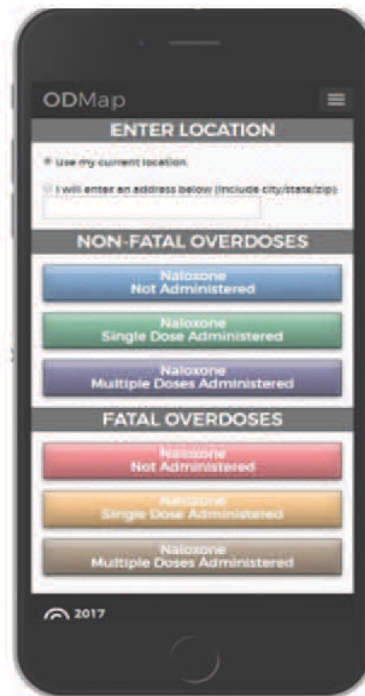 ODMap
ENTER LOCATION
Use my current location.
I will enter an address below (include city/state/zip)
NON-FATAL OVERDOSES
Naloxone
Not Administered
Naloxone
Single Dose Administered
Naloxone
Multiple Doses Administered
FATAL OVERDOSES
Naloxone
Not Administered
Naloxone
Single Dose Administered
Naloxone
Multiple Doses Administered
2017